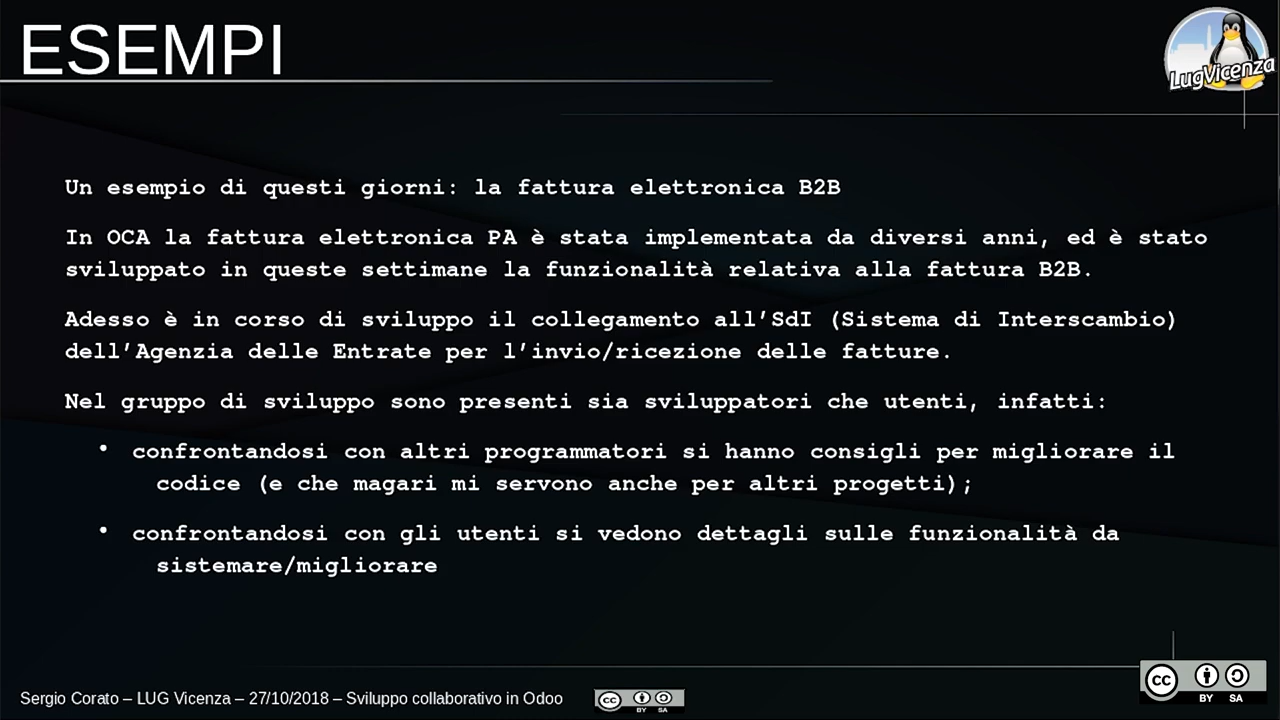 ESEMPI
LugVicenza
Un esempio di questi giorni: la fattura elettronica B2B
In OCA la fattura elettronica PA è stata implementata da diversi anni, ed è stato
sviluppato in queste settimane la funzionalità relativa alla fattura B2B.
Adesso è in corso di sviluppo il collegamento all’SdI (Sistema di Interscambio)
dell’Agenzia delle Entrate per l’invio/ricezione delle fatture.
Nel gruppo di sviluppo sono presenti sia sviluppatori che utenti, infatti:
• confrontandosi con altri programmatori si hanno consigli per migliorare il
codice (e che magari mi servono anche per altri progetti);
• confrontandosi con gli utenti si vedono dettagli sulle funzionalità da
sistemare/migliorare
Sergio Corato – LUG Vicenza – 27/10/2018 – Sviluppo collaborativo in Odoo
cc BY SA
cc BY SA